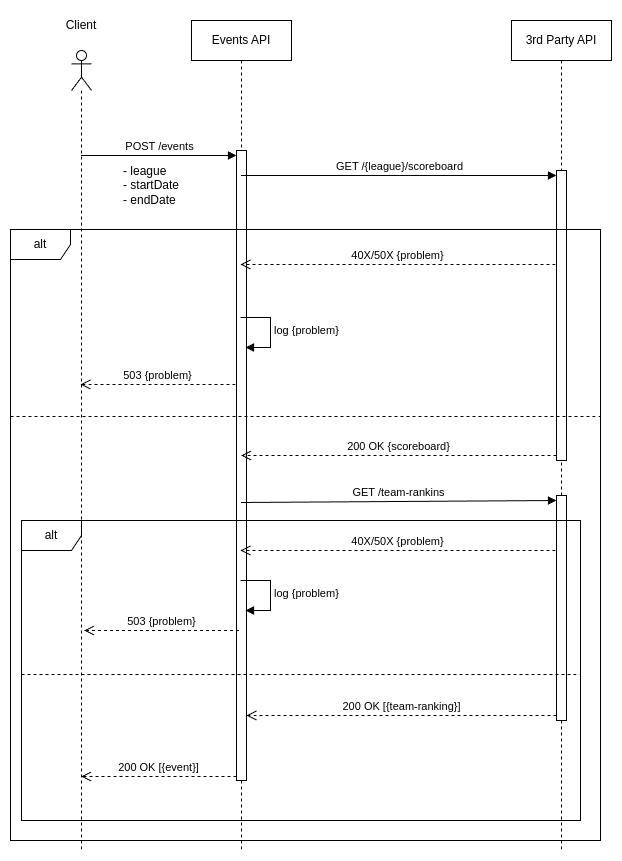 Client
Events API
3rd Party API
POST /events
- league
- startDate
- endDate
GET /{league}/scoreboard
alt
40X/50X {problem}
log {problem}
503 {problem}
200 OK {scoreboard}
GET /team-rankins
alt
40X/50X {problem}
log {problem}
503 {problem}
200 OK [{team-ranking}]
200 OK [{event}]